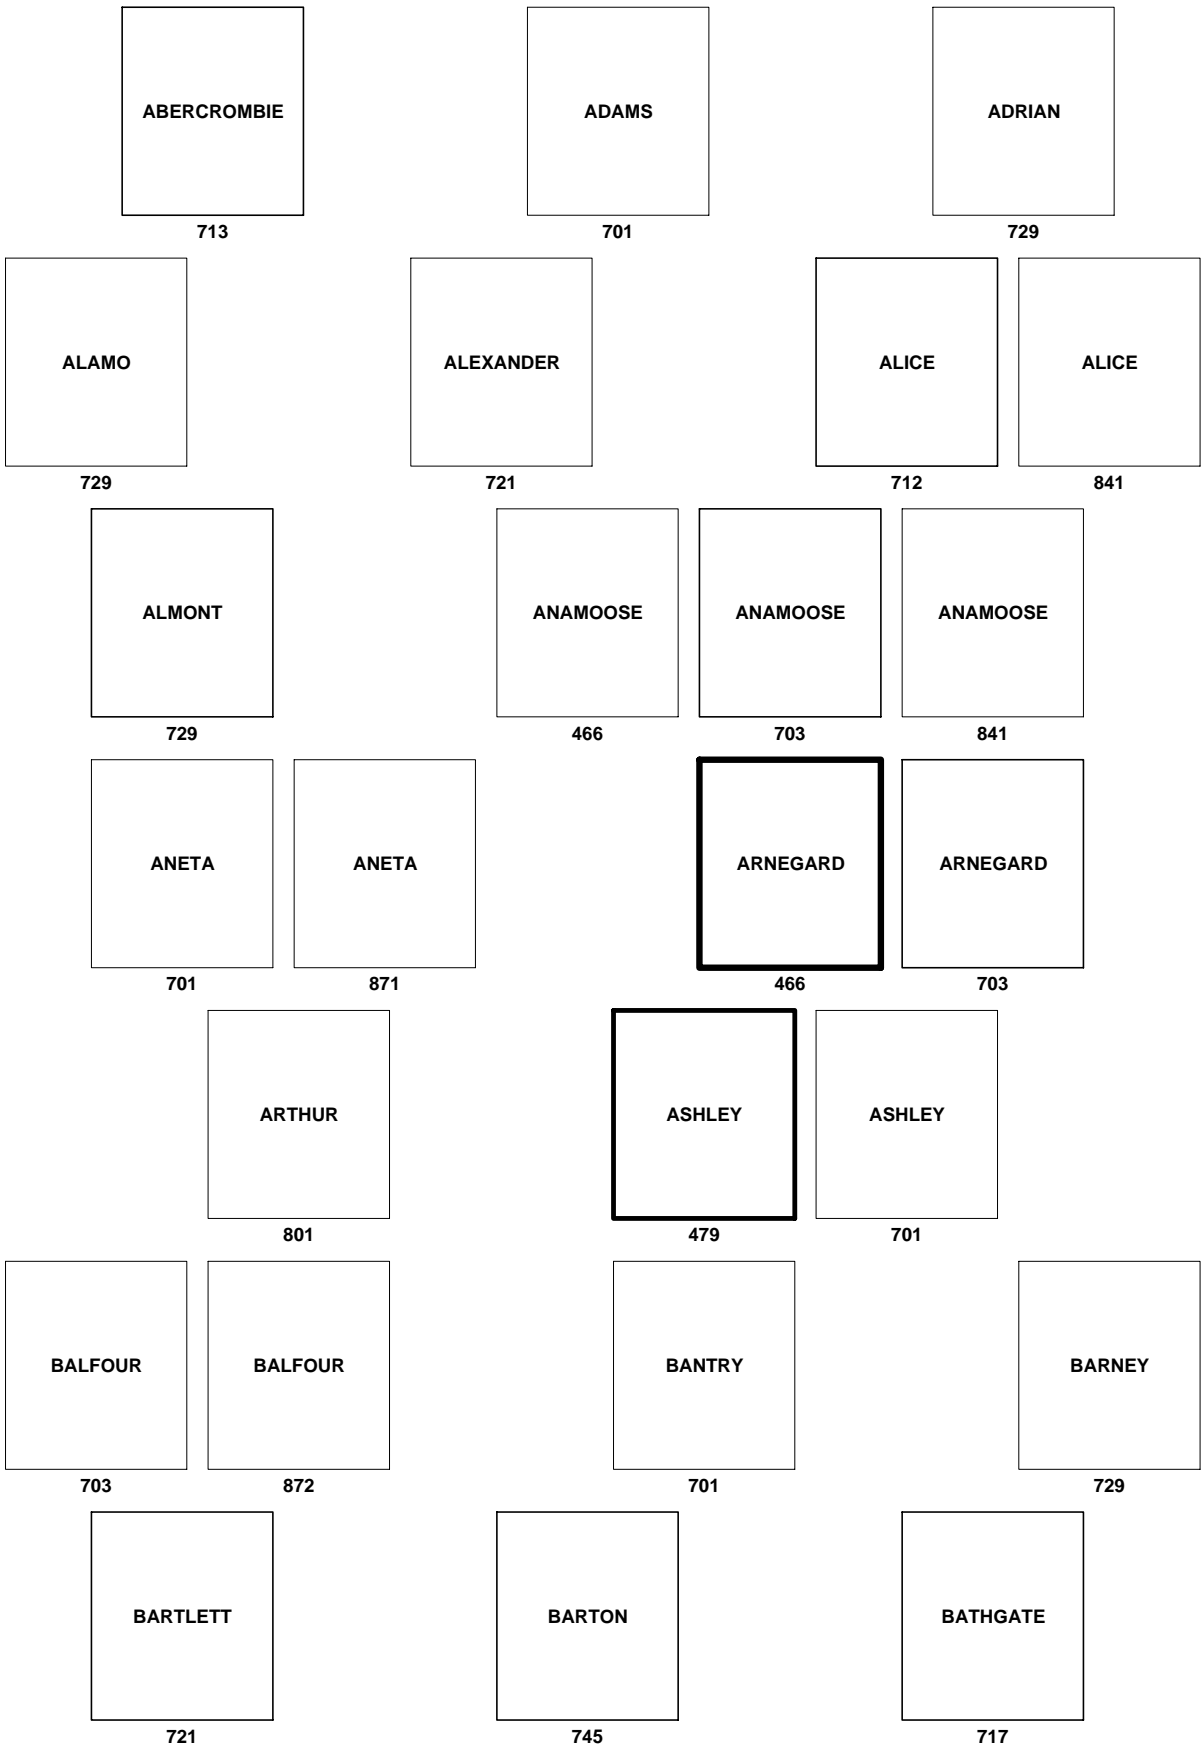 ABERCROMBIE ADAMS ADRIAN
713 701 729
ALAMO ALEXANDER ALICE ALICE
729 721 712 841
ALMONT ANAMOOSE ANAMOOSE ANAMOOSE
729 466 703 841
ANETA ANETA ARNEGARD ARNEGARD
701 871 466 703
ARTHUR ASHLEY ASHLEY
801 479 701
BALFOUR BALFOUR BANTRY BARNEY
703 872 701 729
BARTLETT BARTON BATHGATE
721 745 717